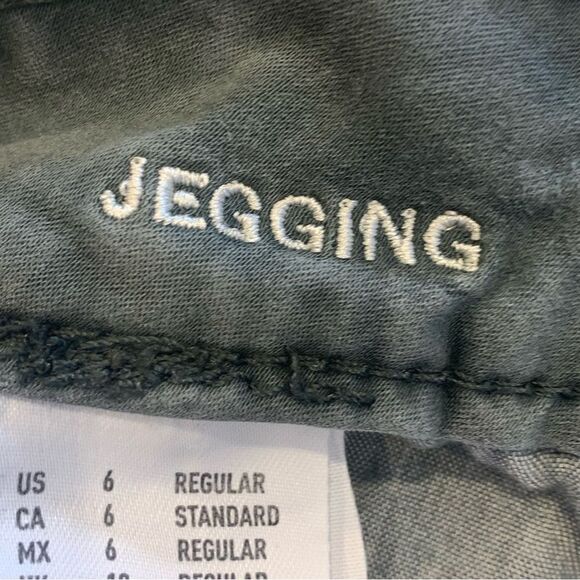 JEGGING
US 6 REGULAR
CA 6 STANDARD
MX 6 REGULAR